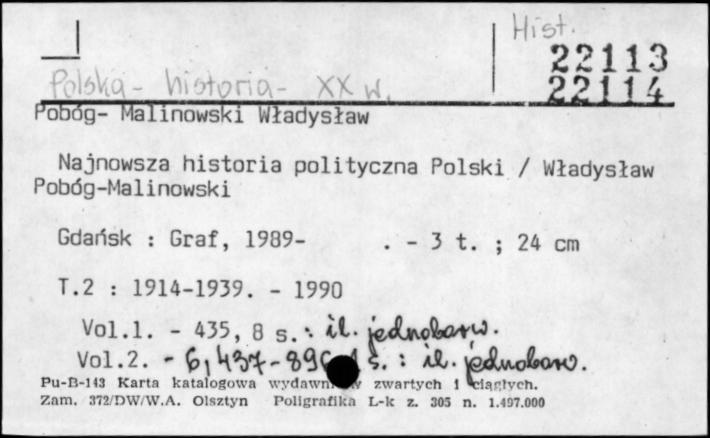 Hist.
22113
22114
Polska - historia - XX w.
Pobóg- Malinowski Władysław
Najnowsza historia polityczna Polski / Władysław
Pobóg-Malinowski
Gdańsk : Graf, 1989-      . - 3 t. ; 24 cm
T.2 : 1914-1939. - 1990
Vol.1. - 435, 8 s. : il. jednobarw.
Vol.2. - 6, 437-896 s. : il. jednobarw.
Pu-B-143 Karta katalogowa wydawnictw zwartych i ciągłych.
Zam. 372/DW/W.A. Olsztyn Poligrafika L-k z. 305 n. 1.497.000